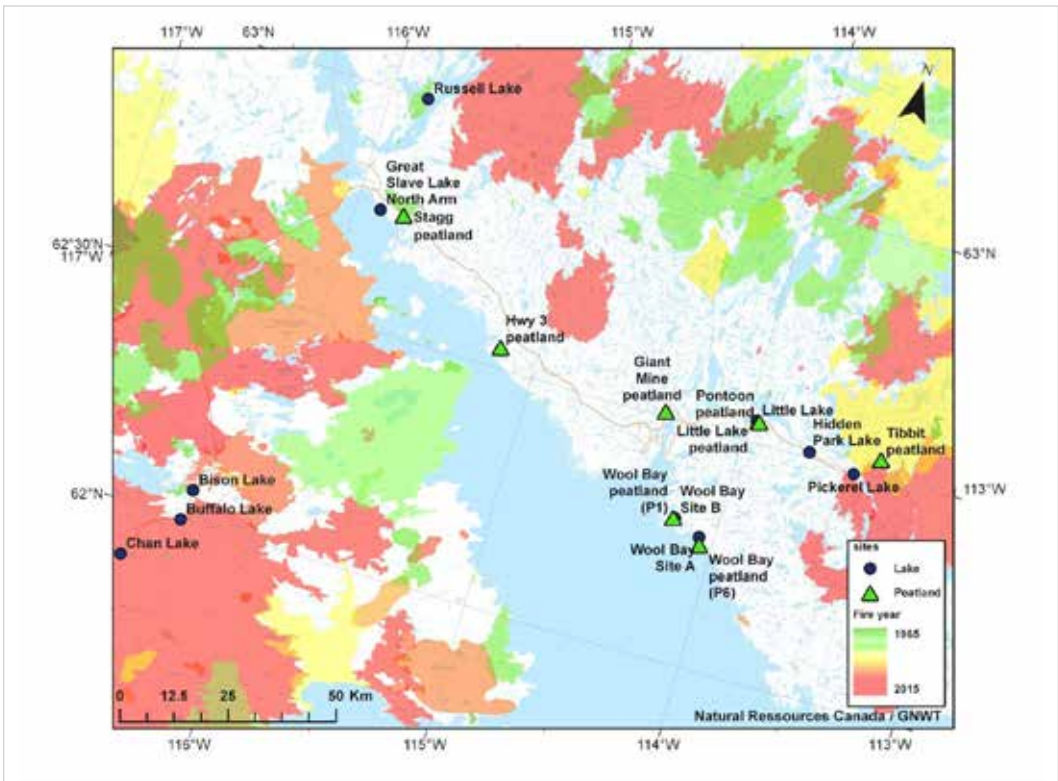 117°W
63°N
116°W
115°W
114°W
N
Russell Lake
Great
Slave Lake
North Arm
Stagg
peatland
62°30'N
117°W
63°N
Hwy 3
peatland
Giant
Mine
peatland
Pontoon
peatland
Little Lake
Little Lake
peatland
Hidden
Park Lake
Tibbit
peatland
Pickerel Lake
62°N
113°W
Bison Lake
Buffalo Lake
Chan Lake
Wool Bay
peatland
(P1)
Wool Bay
Site B
Wool Bay
Site A
Wool Bay
peatland
(P6)
sites
Lake
Peatland
Fire year
1965
2015
0 12.5 25 50 Km
Natural Ressources Canada / GNWT
116°W
115°W
114°W
113°W